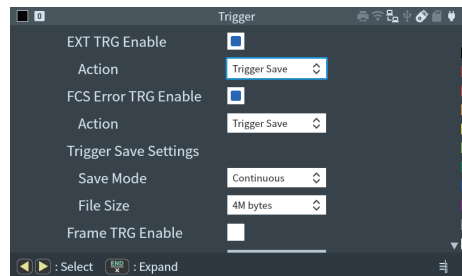 0 Trigger
EXT TRG Enable
Action Trigger Save
FCS Error TRG Enable
Action Trigger Save
Trigger Save Settings
Save Mode Continuous
File Size 4M bytes
Frame TRG Enable
: Select END : Expand